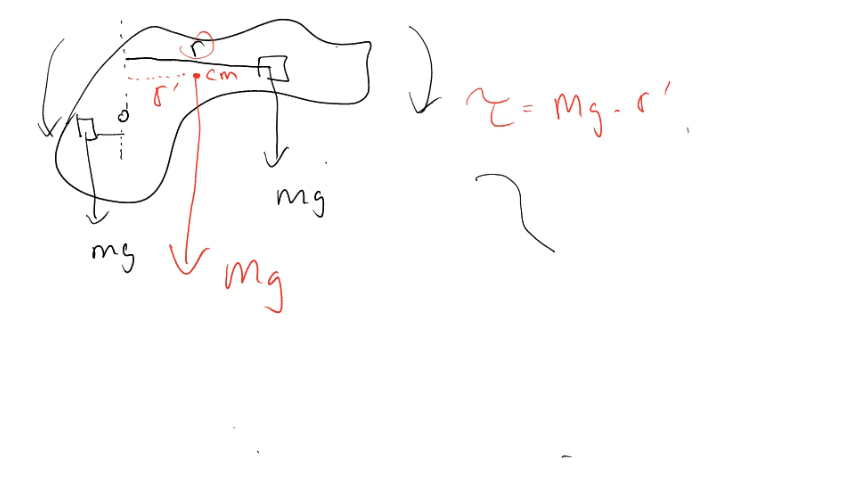 r
cm
r'
o
τ = Mg · r'
mg
mg
Mg